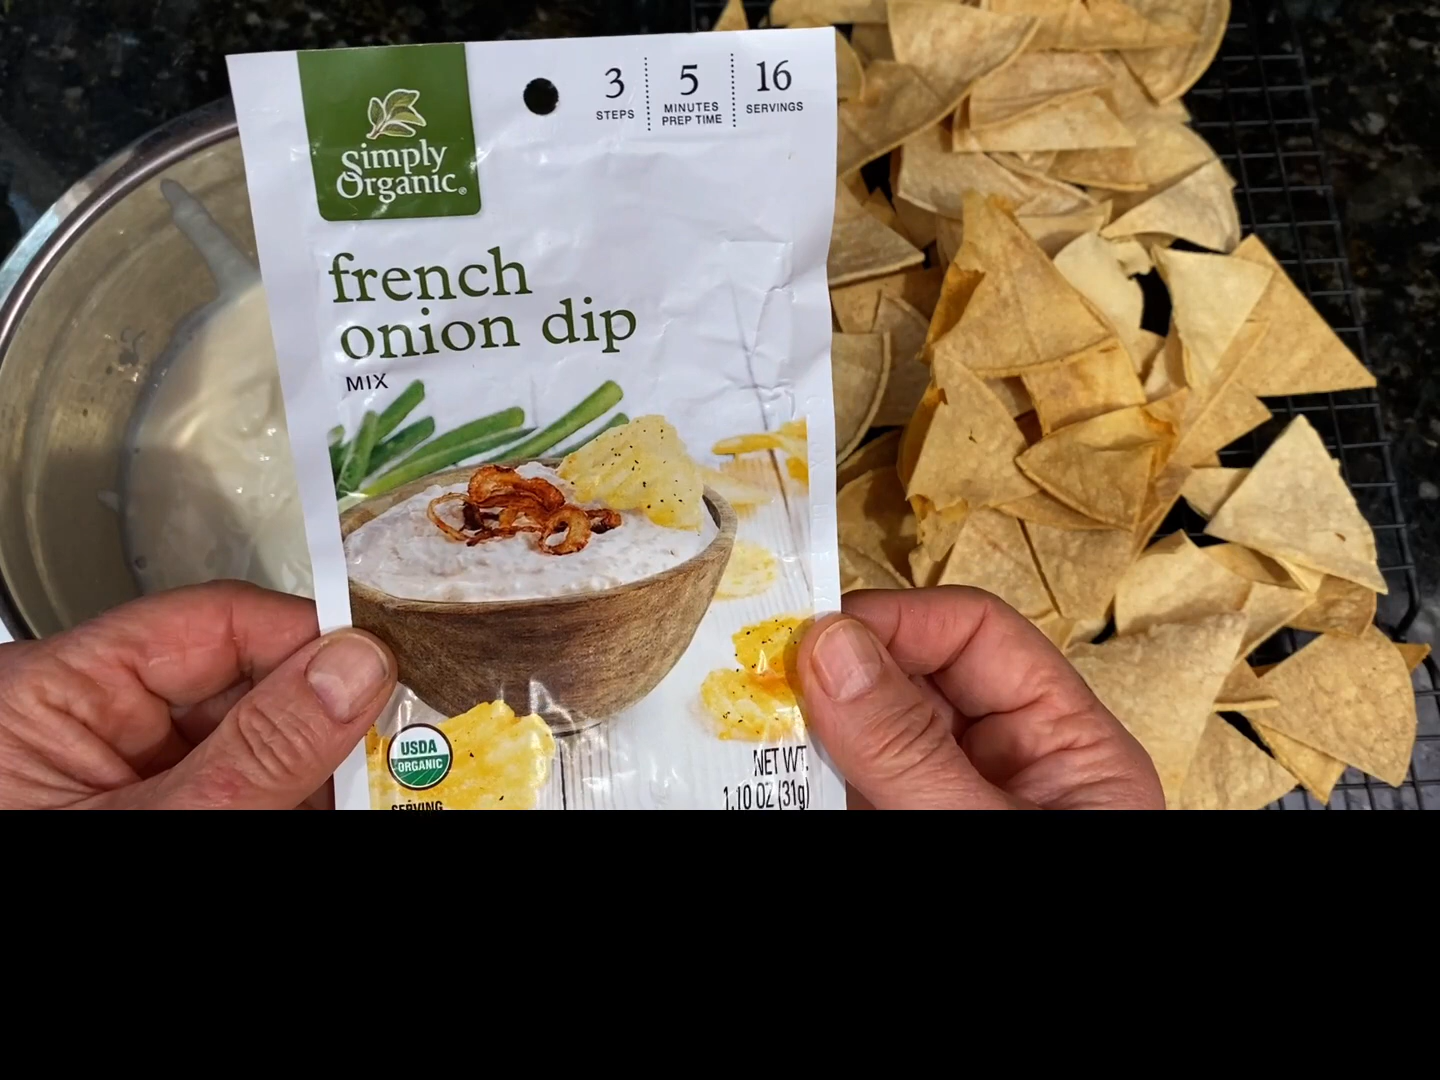 Simply
Organic®
3
STEPS
5
MINUTES
PREP TIME
16
SERVINGS
french
onion dip
MIX
USDA
ORGANIC
SERVING
NET WT.
1.10 OZ (31g)